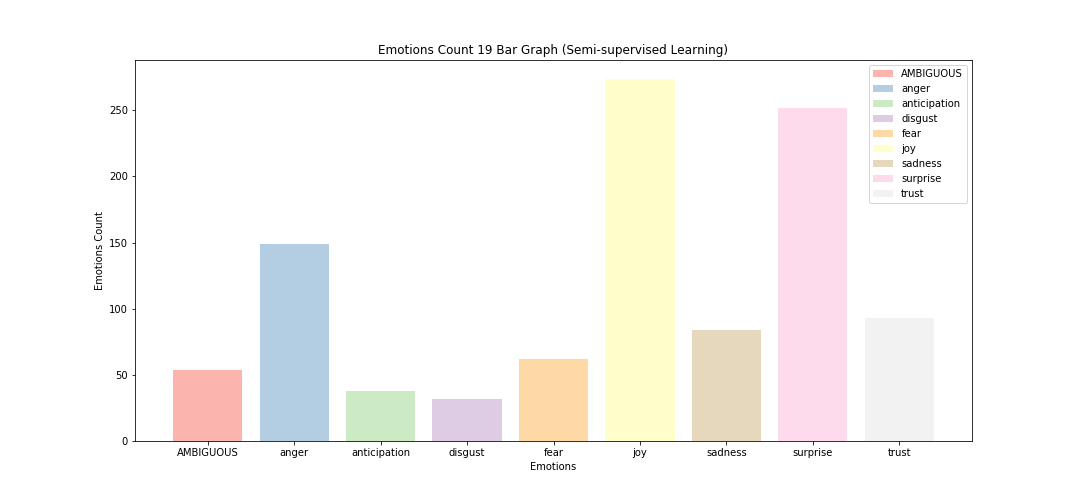 Emotions Count 19 Bar Graph (Semi-supervised Learning)
AMBIGUOUS
anger
anticipation
disgust
fear
joy
sadness
surprise
trust
250
200
150
100
50
0
Emotions Count
AMBIGUOUS anger anticipation disgust fear joy sadness surprise trust
Emotions